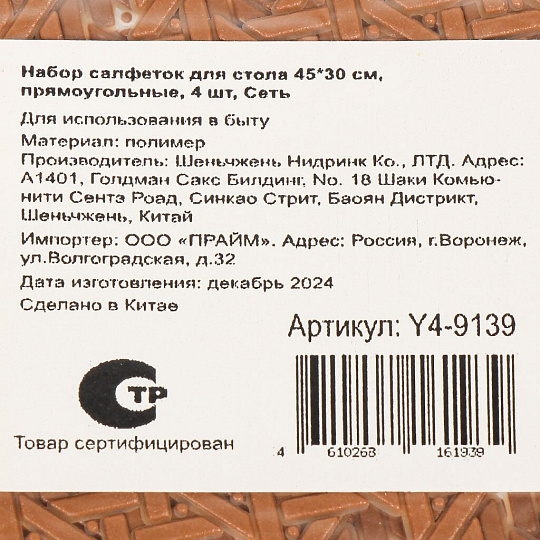 Набор салфеток для стола 45*30 см,
прямоугольные, 4 шт, Сеть
Для использования в быту
Материал: полимер
Производитель: Шеньчжень Нидринк Ко., ЛТД. Адрес:
А1401, Голдман Сакс Билдинг, No. 18 Шаки Комью-
нити Сентэ Роад, Синкао Стрит, Баоян Дистрикт,
Шеньчжень, Китай
Импортер: ООО «ПРАЙМ». Адрес: Россия, г.Воронеж,
ул.Волгоградская, д.32
Дата изготовления: декабрь 2024
Сделано в Китае
Артикул: Y4-9139
СТР
Товар сертифицирован
4 610268 161939